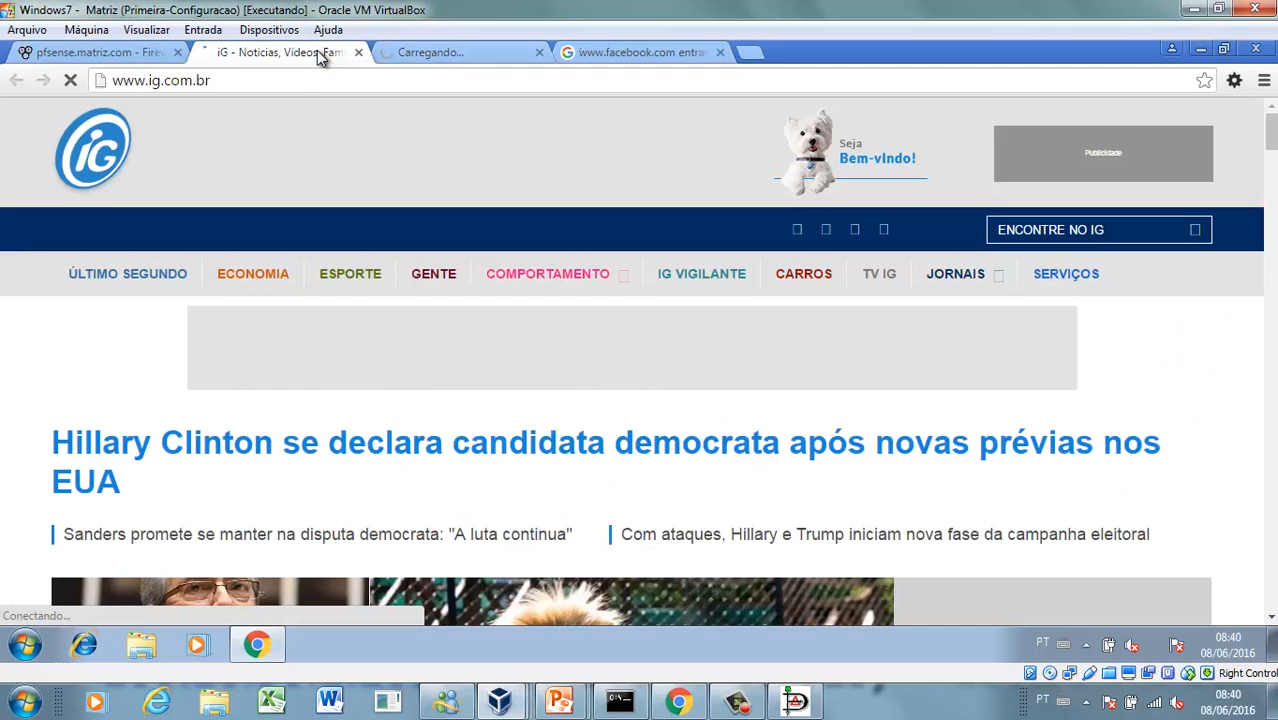 Windows7 - Matriz (Primeira-Configuracao) [Executando] - Oracle VM VirtualBox
Arquivo Máquina Visualizar Entrada Dispositivos Ajuda
pfsense.matriz.com - Firew
iG - Notícias, Vídeos, Fam
Carregando...
www.facebook.com entra
www.ig.com.br
iG
Seja
Bem-vIndo!
Publicidade
ENCONTRE NO IG
ÚLTIMO SEGUNDO ECONOMIA ESPORTE GENTE COMPORTAMENTO IG VIGILANTE CARROS TV IG JORNAIS SERVIÇOS
Hillary Clinton se declara candidata democrata após novas prévias nos
EUA
Sanders promete se manter na disputa democrata: "A luta continua"
Com ataques, Hillary e Trump iniciam nova fase da campanha eleitoral
Conectando...
PT
08:40
08/06/2016
Right Control
PT
08:40
08/06/2016